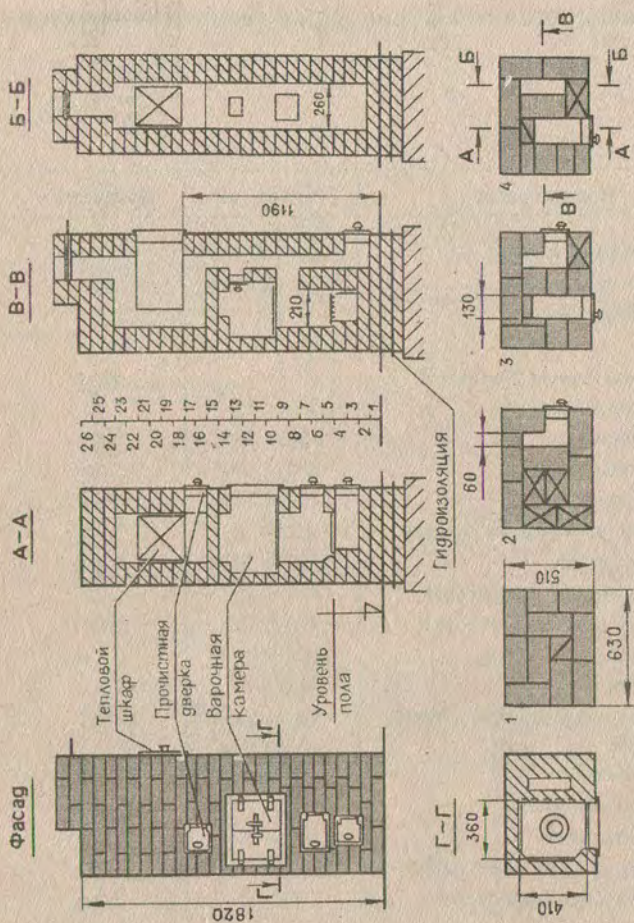 Фасад
А–А
В–В
Б–Б
1820
Тепловой
шкаф
Прочистная
дверка
Варочная
камера
Уровень
пола
Г
Г
26
25
24
23
22
21
20
19
18
17
16
15
14
13
12
11
10
9
8
7
6
5
4
3
2
1
Гидроизоляция
210
1190
260
Г–Г
360
410
1
510
630
2
60
3
130
4
А
А
Б
Б
В
В